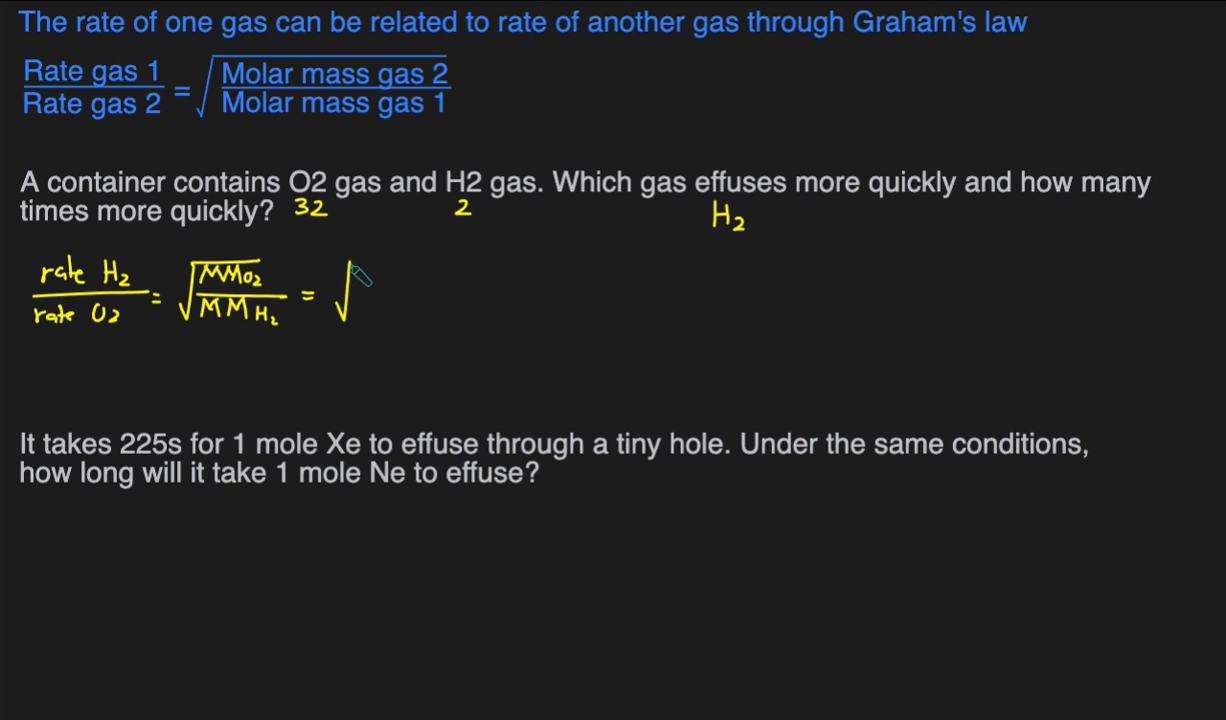 The rate of one gas can be related to rate of another gas through Graham's law
Rate gas 1
Rate gas 2
=
√
Molar mass gas 2
Molar mass gas 1
A container contains O2 gas and H2 gas. Which gas effuses more quickly and how many
times more quickly?
32
2
H₂
rate H₂
rate O₂
=
√
MMO₂
MMH₂
=
√
It takes 225s for 1 mole Xe to effuse through a tiny hole. Under the same conditions,
how long will it take 1 mole Ne to effuse?